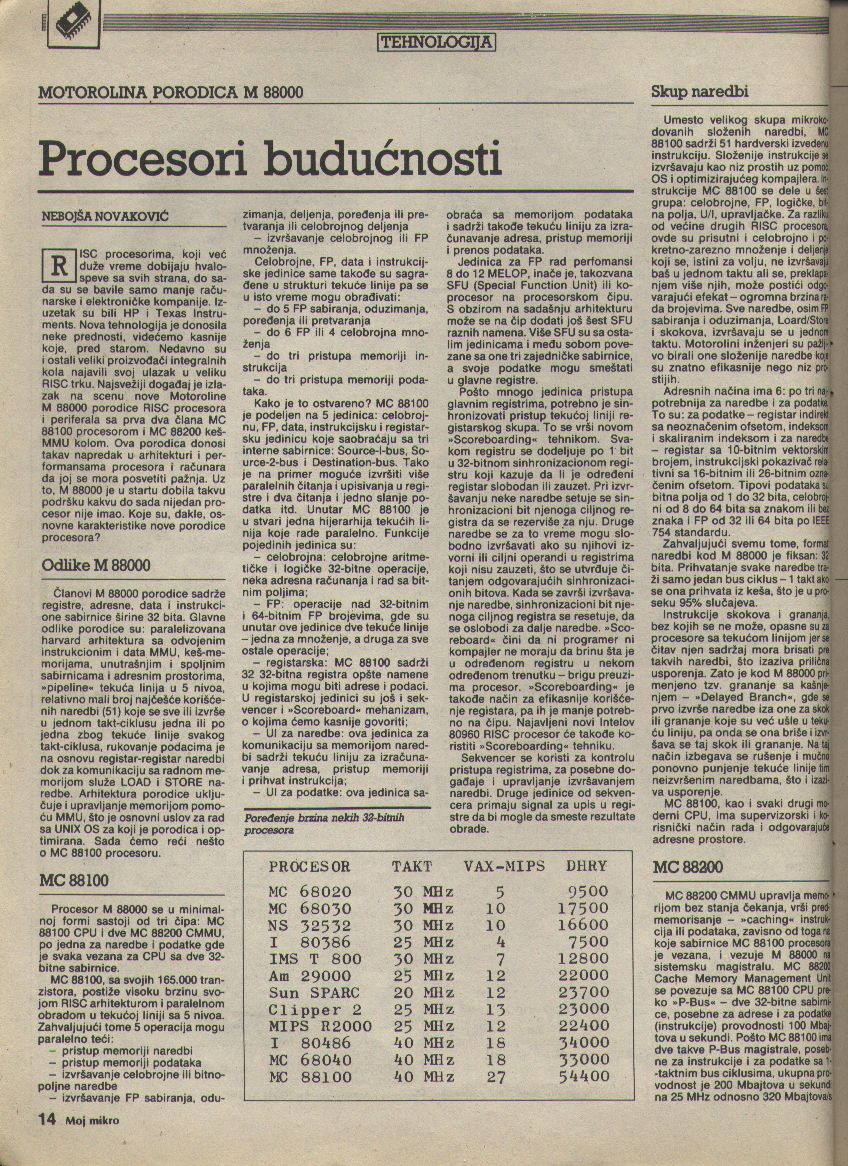 TEHNOLOGIJA
MOTOROLINA PORODICA M 88000
Procesori budućnosti
NEBOJŠA NOVAKOVIĆ
RISC procesorima, koji već
duže vreme dobijaju hvalo-
speve sa svih strana, do sa-
da su se bavile samo manje raču-
narske i elektroničke kompanije. Iz-
uzetak su bili HP i Texas Instru-
ments. Nova tehnologija je donosila
neke prednosti, videćemo kasnije
koje, pred starom. Nedavno su
i ostali veliki proizvođači integralnih
kola najavili svoj ulazak u veliku
RISC trku. Najsvežiji događaj je izla-
zak na scenu nove Motoroline
M 88000 porodice RISC procesora
i periferala sa prva dva člana MC
88100 procesorom i MC 88200 keš-
MMU kolom. Ova porodica donosi
takav napredak u arhitekturi i per-
formansama procesora i računara
da joj se mora posvetiti pažnja. Uz
to, M 88000 je u startu dobila takvu
podršku kakvu do sada nijedan pro-
cesor nije imao. Koje su, dakle, os-
novne karakteristike nove porodice
procesora?
Odlike M 88000
Članovi M 88000 porodice sadrže
registre, adresne, data i instrukci-
one sabirnice širine 32 bita. Glavne
odlike porodice su: paralelizovana
harvard arhitektura sa odvojenim
instrukcionim i data MMU, keš-me-
morijama, unutrašnjim i spoljnim
sabirnicama i adresnim prostorima,
»pipeline« tekuća linija u 5 nivoa,
relativno mali broj najčešće korišće-
nih naredbi (51) koje se sve ili izvrše
u jednom takt-ciklusu jedna ili po
jedna zbog tekuće linije svakog
takt-ciklusa, rukovanje podacima je
na osnovu registar-registar naredbi
dok za komunikaciju sa radnom me-
morijom služe LOAD i STORE na-
redbe. Arhitektura porodice uklju-
čuje i upravljanje memorijom pomo-
ću MMU, što je osnovni uslov za rad
sa UNIX OS za koji je porodica i op-
timirana. Sada ćemo reći nešto
o MC 88100 procesoru.
MC 88100
Procesor M 88000 se u minimal-
noj formi sastoji od tri čipa: MC
88100 CPU i dve MC 88200 CMMU,
po jedna za naredbe i podatke gde
je svaka vezana za CPU sa dve 32-
bitne sabirnice.
MC 88100, sa svojih 165.000 tran-
zistora, postiže visoku brzinu svo-
jom RISC arhitekturom i paralelnom
obradom u tekućoj liniji sa 5 nivoa.
Zahvaljujući tome 5 operacija mogu
paralelno teći:
– pristup memoriji naredbi
– pristup memoriji podataka
– izvršavanje celobrojne ili bitno-
poljne naredbe
– izvršavanje FP sabiranja, odu-
zimanja, deljenja, poređenja ili pre-
tvaranja ili celobrojnog deljenja
– izvršavanje celobrojnog ili FP
množenja.
Celobrojne, FP, data i instrukcij-
ske jedinice same takođe su sagra-
đene u strukturi tekuće linije pa se
u isto vreme mogu obrađivati:
– do 5 FP sabiranja, oduzimanja,
poređenja ili pretvaranja
– do 6 FP ili 4 celobrojna mno-
ženja
– do tri pristupa memoriji in-
strukcija
– do tri pristupa memoriji poda-
taka.
Kako je to ostvareno? MC 88100
je podeljen na 5 jedinica: celobroj-
nu, FP, data, instrukcijsku i registar-
sku jedinicu koje saobraćaju sa tri
interne sabirnice: Source-l-bus, So-
urce-2-bus i Destination-bus. Tako
je na primer moguće izvršiti više
paralelnih čitanja i upisivanja u regi-
stre i dva čitanja i jedno slanje po-
datka itd. Unutar MC 88100 je
u stvari jedna hijerarhija tekućih li-
nija koje rade paralelno. Funkcije
pojedinih jedinica su:
– celobrojna: celobrojne aritme-
tičke i logičke 32-bitne operacije,
neka adresna računanja i rad sa bit-
nim poljima;
– FP: operacije nad 32-bitnim
i 64-bitnim FP brojevima, gde su
unutar ove jedinice dve tekuće linije
– jedna za množenje, a druga za sve
ostale operacije;
– registarska: MC 88100 sadrži
32 32-bitna registra opšte namene
u kojima mogu biti adrese i podaci.
U registarskoj jedinici su još i sek-
vencer i »Scoreboard« mehanizam,
o kojima ćemo kasnije govoriti;
– UI za naredbe: ova jedinica za
komunikaciju sa memorijom nared-
bi sadrži tekuću liniju za izračuna-
vanje adresa, pristup memoriji
i prihvat instrukcija;
– UI za podatke: ova jedinica sa-
obraća sa memorijom podataka
i sadrži takođe tekuću liniju za izra-
čunavanje adresa, pristup memoriji
i prenos podataka.
Jedinica za FP rad perfomansi
8 do 12 MELOP, inače je, takozvana
SFU (Special Function Unit) ili ko-
procesor na procesorskom čipu.
S obzirom na sadašnju arhitekturu
može se na čip dodati još šest SFU
raznih namena. Više SFU su sa osta-
lim jedinicama i među sobom pove-
zane sa one tri zajedničke sabirnice,
a svoje podatke mogu smeštati
u glavne registre.
Pošto mnogo jedinica pristupa
glavnim registrima, potrebno je sin-
hronizovati pristup tekućoj liniji re-
gistarskog skupa. To se vrši novom
»Scoreboarding« tehnikom. Sva-
kom registru se dodeljuje po 1 bit
u 32-bitnom sinhronizacionom regi-
stru koji kazuje da li je određeni
registar slobodan ili zauzet. Pri izvr-
šavanju neke naredbe setuje se sin-
hronizacioni bit njenog ciljnog re-
gistra da se rezerviše za nju. Druge
naredbe se za to vreme mogu slo-
bodno izvršavati ako su njihovi iz-
vorni ili ciljni operandi u registrima
koji nisu zauzeti, što se utvrđuje či-
tanjem odgovarajućih sinhronizaci-
onih bitova. Kada se završi izvršava-
nje naredbe, sinhronizacioni bit nje-
noga ciljnog registra se resetuje, da
se oslobodi za dalje naredbe. »Sco-
reboard« čini da ni programer ni
kompajler ne moraju da brinu šta je
u određenom registru u nekom
određenom trenutku – brigu preuzi-
ma procesor. »Scoreboarding« je
takođe način za efikasnije korišće-
nje registara, pa ih je manje potreb-
no na čipu. Najavljeni novi Intelov
80960 RISC procesor će takođe ko-
ristiti »Scoreboarding« tehniku.
Sekvencer se koristi za kontrolu
pristupa registrima, za posebne do-
gađaje i upravljanje izvršavanjem
naredbi. Druge jedinice od sekven-
cera primaju signal za upis u regi-
stre da bi mogle da smeste rezultate
obrade.
Poređenje brzina nekih 32-bitnih
procesora
PROCESOR TAKT VAX-MIPS DHRY
MC 68020 30 MHz 5 9500
MC 68030 30 MHz 10 17500
NS 32532 30 MHz 10 16600
I 80386 25 MHz 4 7500
IMS T 800 30 MHz 7 12800
Am 29000 25 MHz 12 22000
Sun SPARC 20 MHz 12 23700
Clipper 2 25 MHz 13 23000
MIPS R2000 25 MHz 12 22400
I 80486 40 MHz 18 34000
MC 68040 40 MHz 18 33000
MC 88100 40 MHz 27 54400
Skup naredbi
Umesto velikog skupa mikroko-
dovanih složenih naredbi, MC
88100 sadrži 51 hardverski izvedenu
instrukciju. Složenije instrukcije se
izvršavaju kao niz prostih uz pomoć
OS i optimizirajućeg kompajlera. In-
strukcije MC 88100 se dele u šest
grupa: celobrojne, FP, logičke, bit-
na polja, U/I, upravljačke. Za razliku
od većine drugih RISC procesora,
ovde su prisutni i celobrojno i po-
kretno-zarezno množenje i deljenje
koji se, istini za volju, ne izvršavaju
baš u jednom taktu ali se, preklapa-
njem više njih, može postići odgo-
varajući efekat – ogromna brzina ra-
da brojevima. Sve naredbe, osim FP
sabiranja i oduzimanja, Loard/Store
i skokova, izvršavaju se u jednom
taktu. Motorolini inženjeri su pažlji-
vo birali one složenije naredbe koje
su znatno efikasnije nego niz pro-
stijih.
Adresnih načina ima 6: po tri naj-
potrebnija za naredbe i za podatke.
To su: za podatke – registar indirekt
sa neoznačenim ofsetom, indeksom
i skaliranim indeksom i za naredbe
– registar sa 10-bitnim vektorskim
brojem, instrukcijski pokazivač rela-
tivni sa 16-bitnim ili 26-bitnim ozna-
čenim ofsetom. Tipovi podataka su
bitna polja od 1 do 32 bita, celobroj-
ni od 8 do 64 bita sa znakom ili bez
znaka i FP od 32 ili 64 bita po IEEE
754 standardu.
Zahvaljujući svemu tome, format
naredbi kod M 88000 je fiksan: 32
bita. Prihvatanje svake naredbe tra-
ži samo jedan bus ciklus – 1 takt ako
se ona prihvata iz keša, što je u pro-
seku 95% slučajeva.
Instrukcije skokova i grananja,
bez kojih se ne može, opasne su za
procesore sa tekućom linijom jer se
čitav njen sadržaj mora brisati pre
takvih naredbi, što izaziva prilična
usporenja. Zato je kod M 88000 pri-
menjeno tzv. grananje sa kašnje-
njem – »Delayed Branch«, gde se
prvo izvrše naredbe iza one za skok
ili grananje koje su već ušle u teku-
ću liniju, pa onda se ona briše i izvr-
šava se taj skok ili grananje. Na taj
način izbegava se rušenje i mučno
ponovno punjenje tekuće linije tim
neizvršenim naredbama, što i izazi-
va usporenje.
MC 88100, kao i svaki drugi mo-
derni CPU, ima supervizorski i ko-
risnički način rada i odgovarajuće
adresne prostore.
MC 88200
MC 88200 CMMU upravlja memo-
rijom bez stanja čekanja, vrši pred-
memorisanje – »caching« instruk-
cija ili podataka, zavisno od toga na
koje sabirnice MC 88100 procesora
je vezana, i vezuje M 88000 na
sistemsku magistralu. MC 88200
Cache Memory Management Unit
se povezuje sa MC 88100 CPU pre-
ko »P-Bus« – dve 32-bitne sabirni-
ce, posebne za adrese i za podatke
(instrukcije) provodnosti 100 Mbaj-
tova u sekundi. Pošto MC 88100 ima
dve takve P-Bus magistrale, poseb-
ne za instrukcije i za podatke sa 1-
-taktnim bus ciklusima, ukupna pro-
vodnost je 200 Mbajtova u sekundi
na 25 MHz odnosno 320 Mbajtova/s
14 Moj mikro